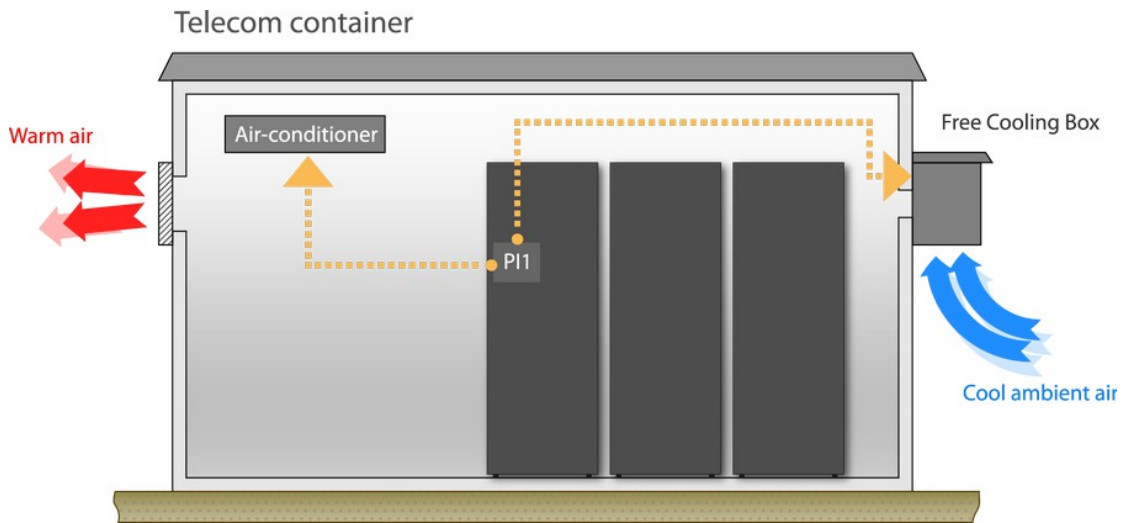 Telecom container
Warm air
Air-conditioner
Free Cooling Box
PI1
Cool ambient air